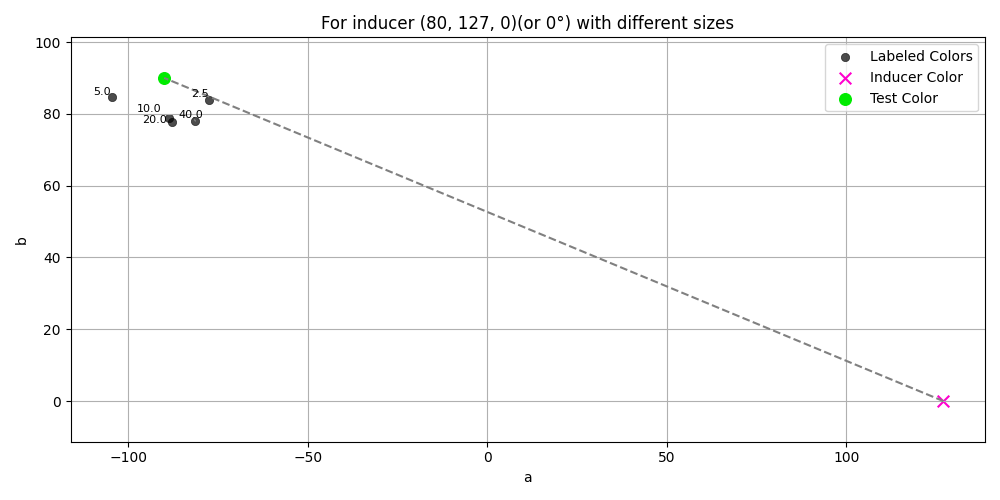 For inducer (80, 127, 0)(or 0°) with different sizes
100
80
60
40
20
0
b
5.0
2.5
10.0
20.0
40.0
Labeled Colors
Inducer Color
Test Color
−100
−50
0
50
100
a